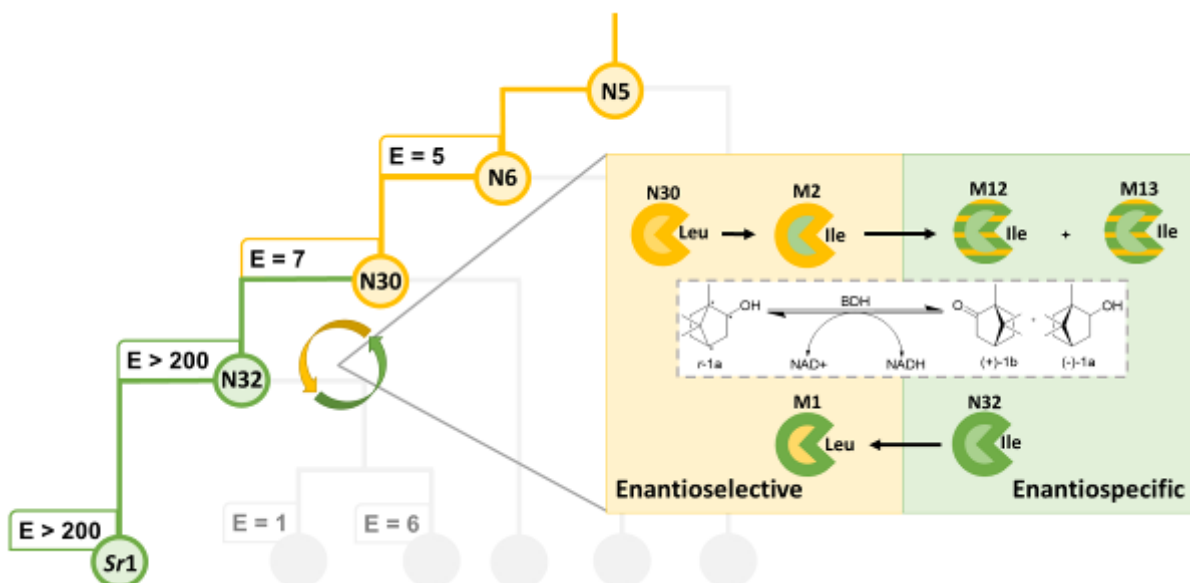 N5
E = 5
N6
E = 7
N30
E > 200
N32
E > 200
Sr1
E = 1
E = 6
N30
M2
M12
M13
Leu
Ile
Ile
+
Ile
OH
BDH
O
OH
r-1a
NAD+
NADH
(+)-1b
(-)-1a
M1
N32
Leu
Ile
Enantioselective
Enantiospecific